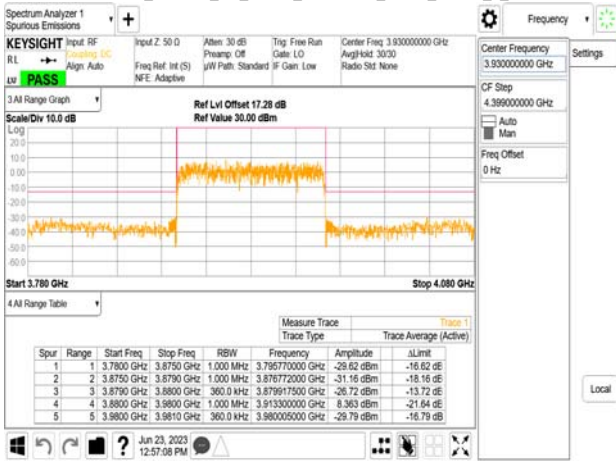 Spectrum Analyzer 1
Spurious Emissions
Frequency
KEYSIGHT Input: RF Input Z: 50 Ω Atten: 30 dB Trig: Free Run Center Freq: 3.930000000 GHz
RL Coupling: DC Preamp: Off Gate: LO Avg|Hold: 30/30
Align: Auto Freq Ref: Int (S) µW Path: Standard IF Gain: Low Radio Std: None
LV PASS NFE: Adaptive
Center Frequency
3.930000000 GHz
Settings
CF Step
4.399000000 GHz
Auto
Man
Freq Offset
0 Hz
3 All Range Graph
Ref Lvl Offset 17.28 dB
Scale/Div 10.0 dB Ref Value 30.00 dBm
Log
20.0
10.0
0.00
-10.0
-20.0
-30.0
-40.0
-50.0
-60.0
Start 3.780 GHz Stop 4.080 GHz
4 All Range Table
Measure Trace Trace 1
Trace Type Trace Average (Active)
Spur Range Start Freq Stop Freq RBW Frequency Amplitude ΔLimit
1 1 3.7800 GHz 3.8750 GHz 1.000 MHz 3.795770000 GHz -29.62 dBm -16.62 dB
2 2 3.8750 GHz 3.8790 GHz 1.000 MHz 3.876772000 GHz -31.16 dBm -18.16 dB
3 3 3.8790 GHz 3.8800 GHz 360.0 kHz 3.879917500 GHz -26.72 dBm -13.72 dB
4 4 3.8800 GHz 3.9800 GHz 1.000 MHz 3.913300000 GHz 8.363 dBm -21.64 dB
5 5 3.9800 GHz 3.9810 GHz 360.0 kHz 3.980005000 GHz -29.79 dBm -16.79 dB
Local
? Jun 23, 2023
12:57:08 PM